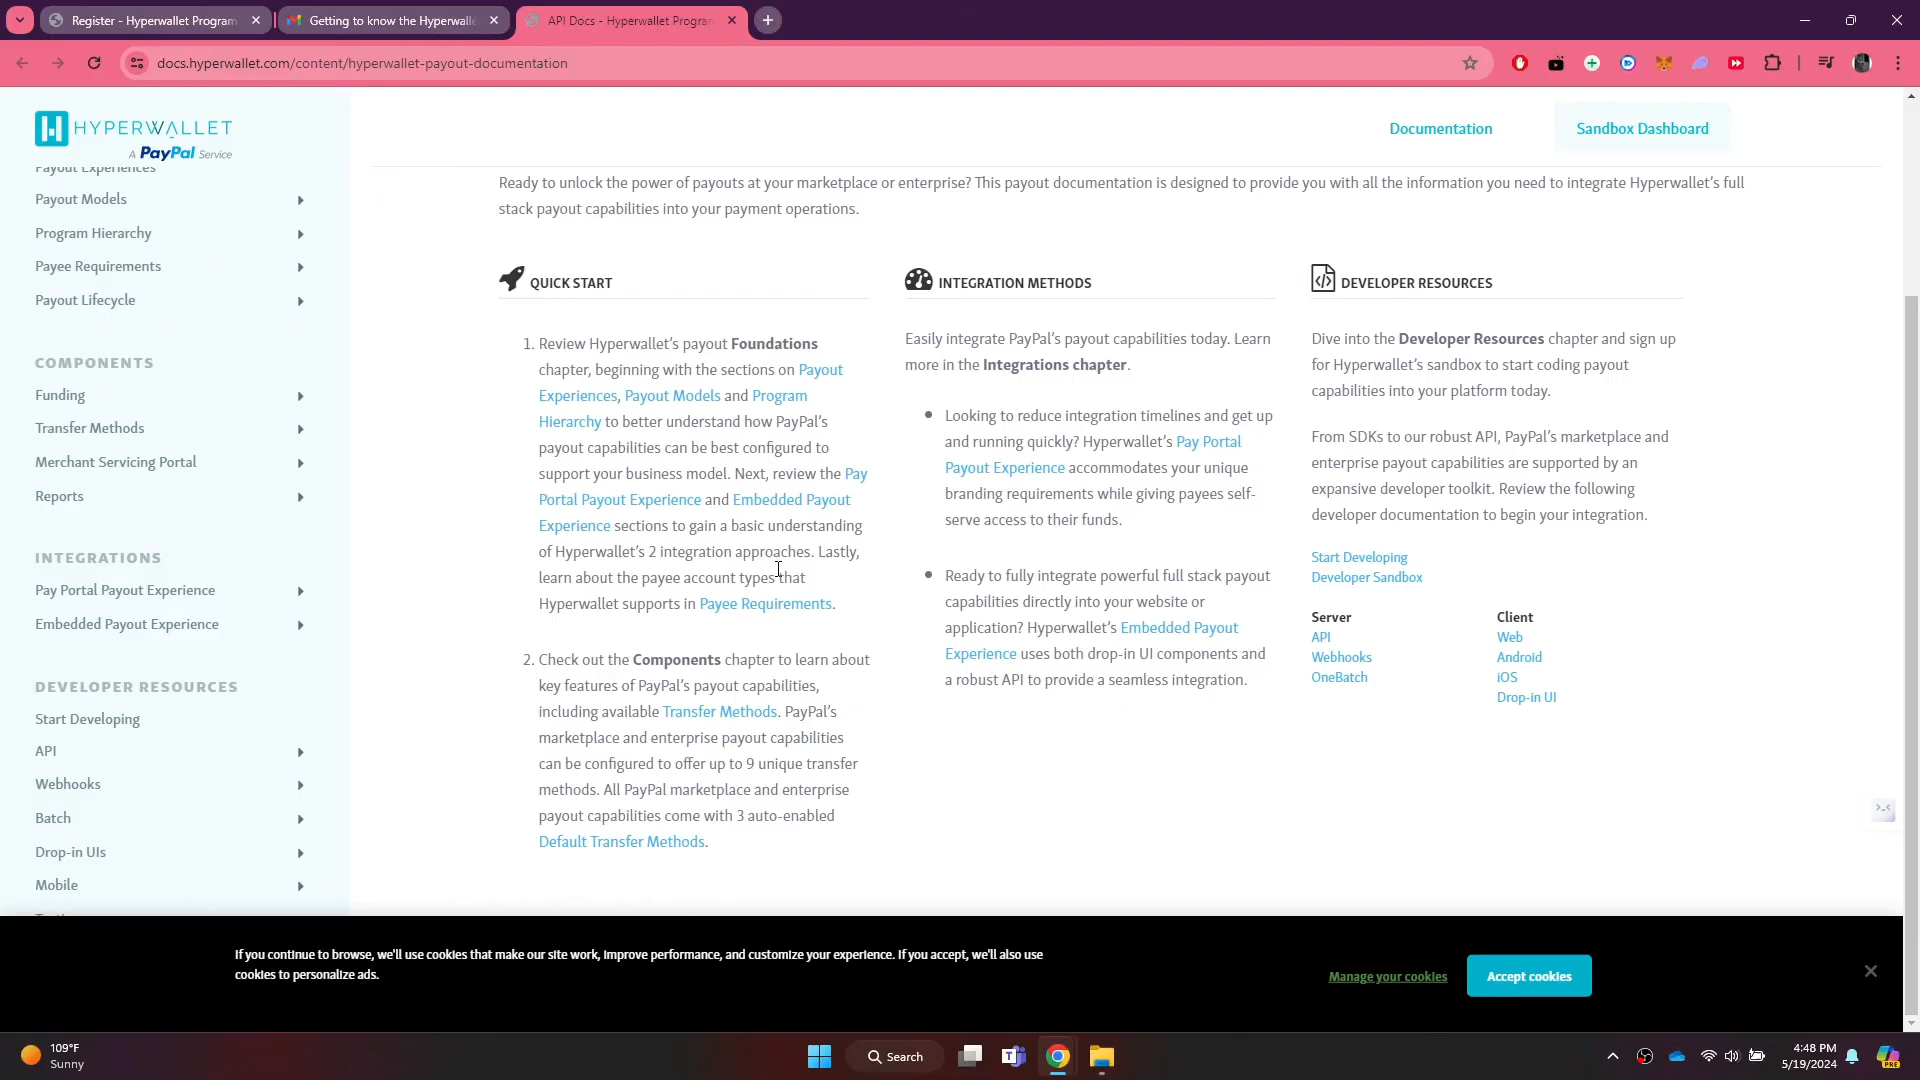 Register - Hyperwallet Program
Getting to know the Hyperwalle
API Docs - Hyperwallet Program
docs.hyperwallet.com/content/hyperwallet-payout-documentation
HYPERWALLET
A PayPal Service
Documentation
Sandbox Dashboard
Payout Experiences
Payout Models
Program Hierarchy
Payee Requirements
Payout Lifecycle
COMPONENTS
Funding
Transfer Methods
Merchant Servicing Portal
Reports
INTEGRATIONS
Pay Portal Payout Experience
Embedded Payout Experience
DEVELOPER RESOURCES
Start Developing
API
Webhooks
Batch
Drop-in UIs
Mobile
Ready to unlock the power of payouts at your marketplace or enterprise? This payout documentation is designed to provide you with all the information you need to integrate Hyperwallet's full
stack payout capabilities into your payment operations.
QUICK START
1. Review Hyperwallet's payout Foundations
chapter, beginning with the sections on Payout
Experiences, Payout Models and Program
Hierarchy to better understand how PayPal's
payout capabilities can be best configured to
support your business model. Next, review the Pay
Portal Payout Experience and Embedded Payout
Experience sections to gain a basic understanding
of Hyperwallet's 2 integration approaches. Lastly,
learn about the payee account types that
Hyperwallet supports in Payee Requirements.
2. Check out the Components chapter to learn about
key features of PayPal's payout capabilities,
including available Transfer Methods. PayPal's
marketplace and enterprise payout capabilities
can be configured to offer up to 9 unique transfer
methods. All PayPal marketplace and enterprise
payout capabilities come with 3 auto-enabled
Default Transfer Methods.
INTEGRATION METHODS
Easily integrate PayPal's payout capabilities today. Learn
more in the Integrations chapter.
Looking to reduce integration timelines and get up
and running quickly? Hyperwallet's Pay Portal
Payout Experience accommodates your unique
branding requirements while giving payees self-
serve access to their funds.
Ready to fully integrate powerful full stack payout
capabilities directly into your website or
application? Hyperwallet's Embedded Payout
Experience uses both drop-in UI components and
a robust API to provide a seamless integration.
DEVELOPER RESOURCES
Dive into the Developer Resources chapter and sign up
for Hyperwallet's sandbox to start coding payout
capabilities into your platform today.
From SDKs to our robust API, PayPal's marketplace and
enterprise payout capabilities are supported by an
expansive developer toolkit. Review the following
developer documentation to begin your integration.
Start Developing
Developer Sandbox
Server
API
Webhooks
OneBatch
Client
Web
Android
iOS
Drop-in UI
If you continue to browse, we'll use cookies that make our site work, improve performance, and customize your experience. If you accept, we'll also use
cookies to personalize ads.
Manage your cookies
Accept cookies
109°F
Sunny
Search
4:48 PM
5/19/2024
PRE